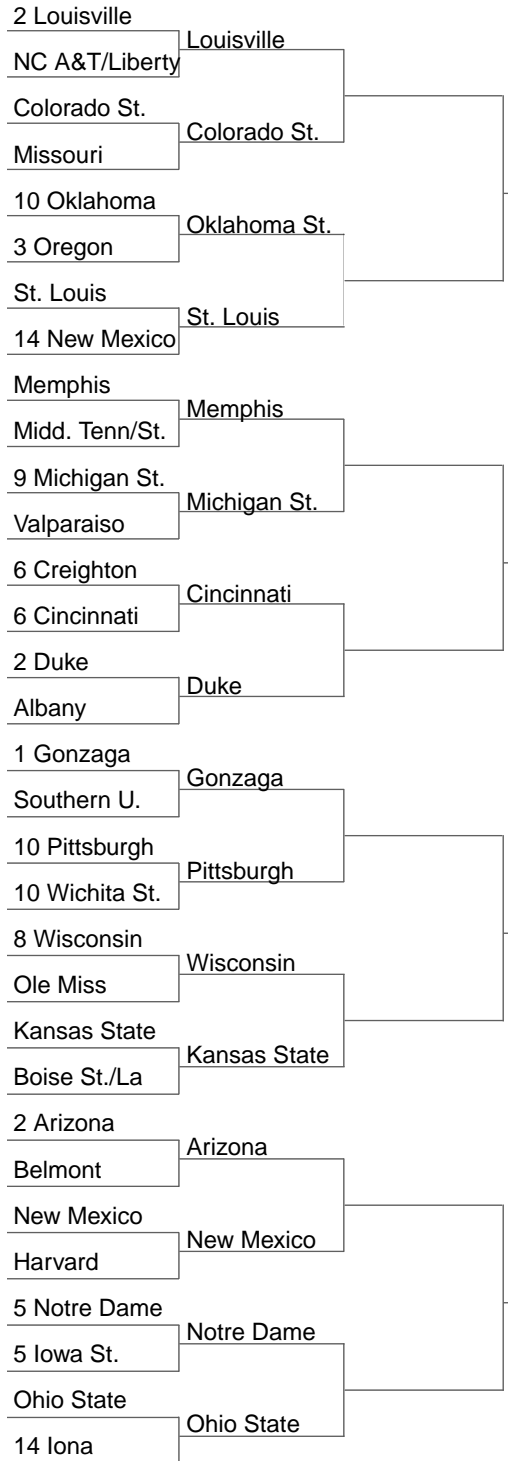 2 Louisville
Louisville
NC A&T/Liberty
Colorado St.
Colorado St.
Missouri
10 Oklahoma
Oklahoma St.
3 Oregon
St. Louis
St. Louis
14 New Mexico
Memphis
Memphis
Midd. Tenn/St.
9 Michigan St.
Michigan St.
Valparaiso
6 Creighton
Cincinnati
6 Cincinnati
2 Duke
Duke
Albany
1 Gonzaga
Gonzaga
Southern U.
10 Pittsburgh
Pittsburgh
10 Wichita St.
8 Wisconsin
Wisconsin
Ole Miss
Kansas State
Kansas State
Boise St./La
2 Arizona
Arizona
Belmont
New Mexico
New Mexico
Harvard
5 Notre Dame
Notre Dame
5 Iowa St.
Ohio State
Ohio State
14 Iona